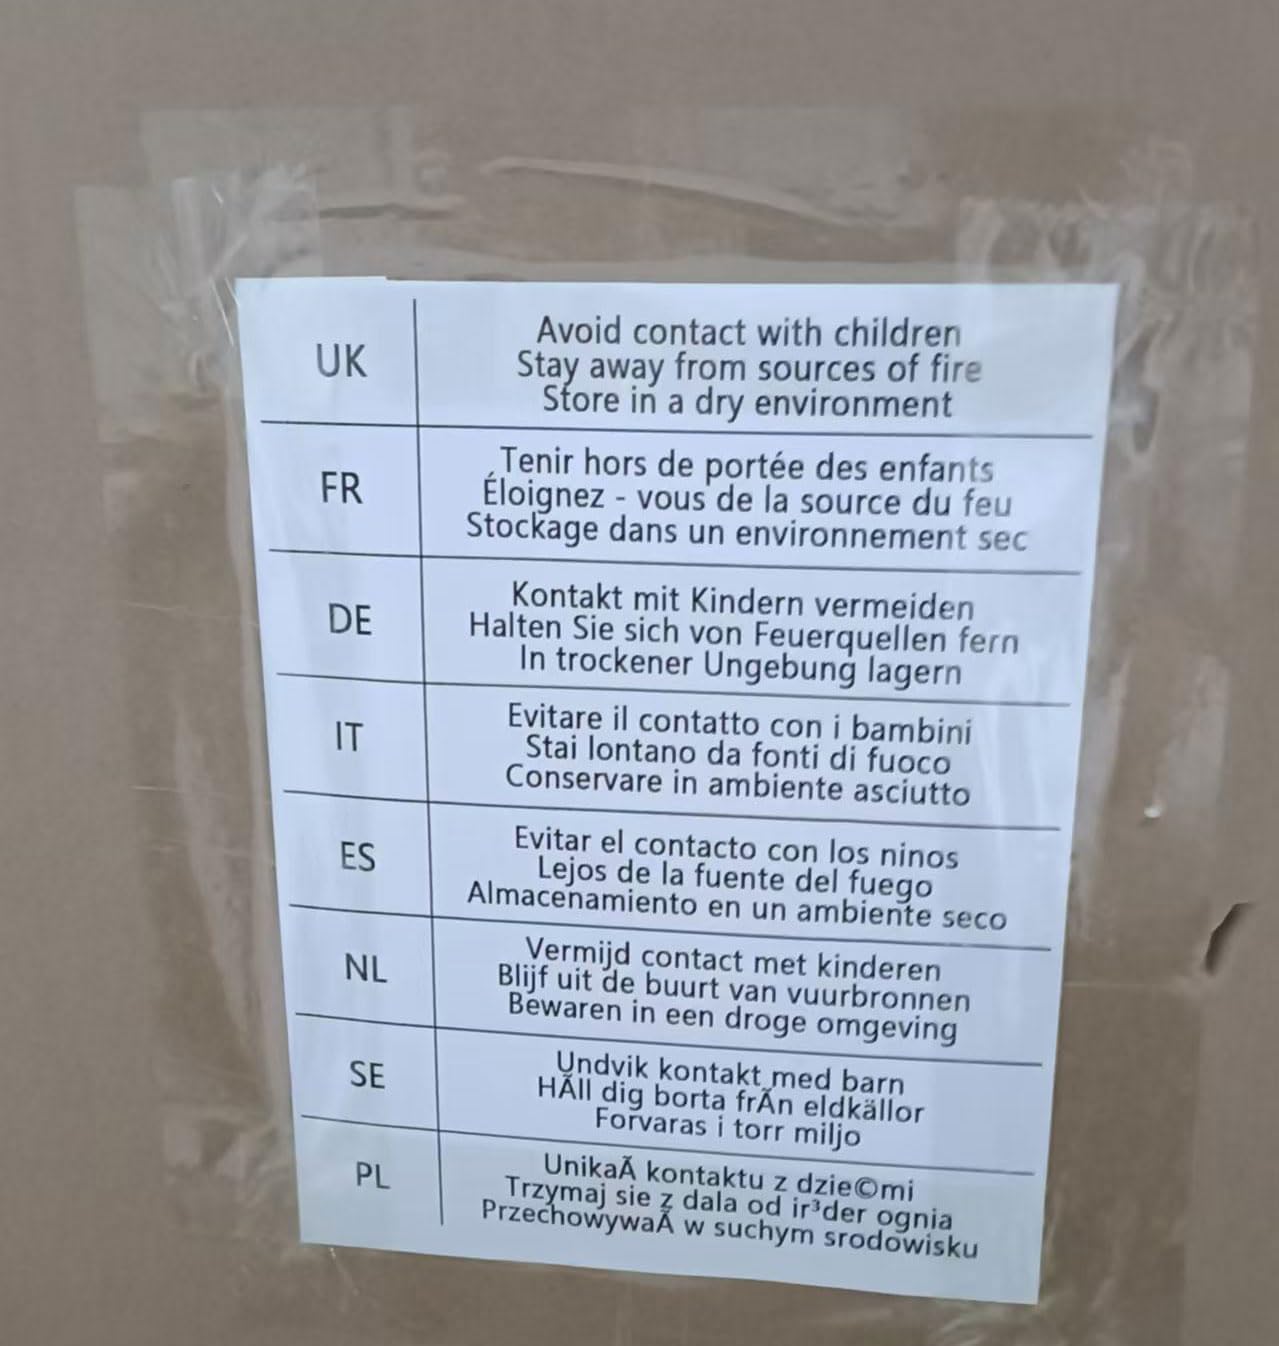 UK
Avoid contact with children
Stay away from sources of fire
Store in a dry environment
FR
Tenir hors de portée des enfants
Éloignez - vous de la source du feu
Stockage dans un environnement sec
DE
Kontakt mit Kindern vermeiden
Halten Sie sich von Feuerquellen fern
In trockener Ungebung lagern
IT
Evitare il contatto con i bambini
Stai lontano da fonti di fuoco
Conservare in ambiente asciutto
ES
Evitar el contacto con los ninos
Lejos de la fuente del fuego
Almacenamiento en un ambiente seco
NL
Vermijd contact met kinderen
Blijf uit de buurt van vuurbronnen
Bewaren in een droge omgeving
SE
Undvik kontakt med barn
HÃll dig borta frÃn eldkällor
Forvaras i torr miljo
PL
UnikaÃ kontaktu z dzie©mi
Trzymaj sie z dala od ir³der ognia
PrzechowywaÃ w suchym srodowisku